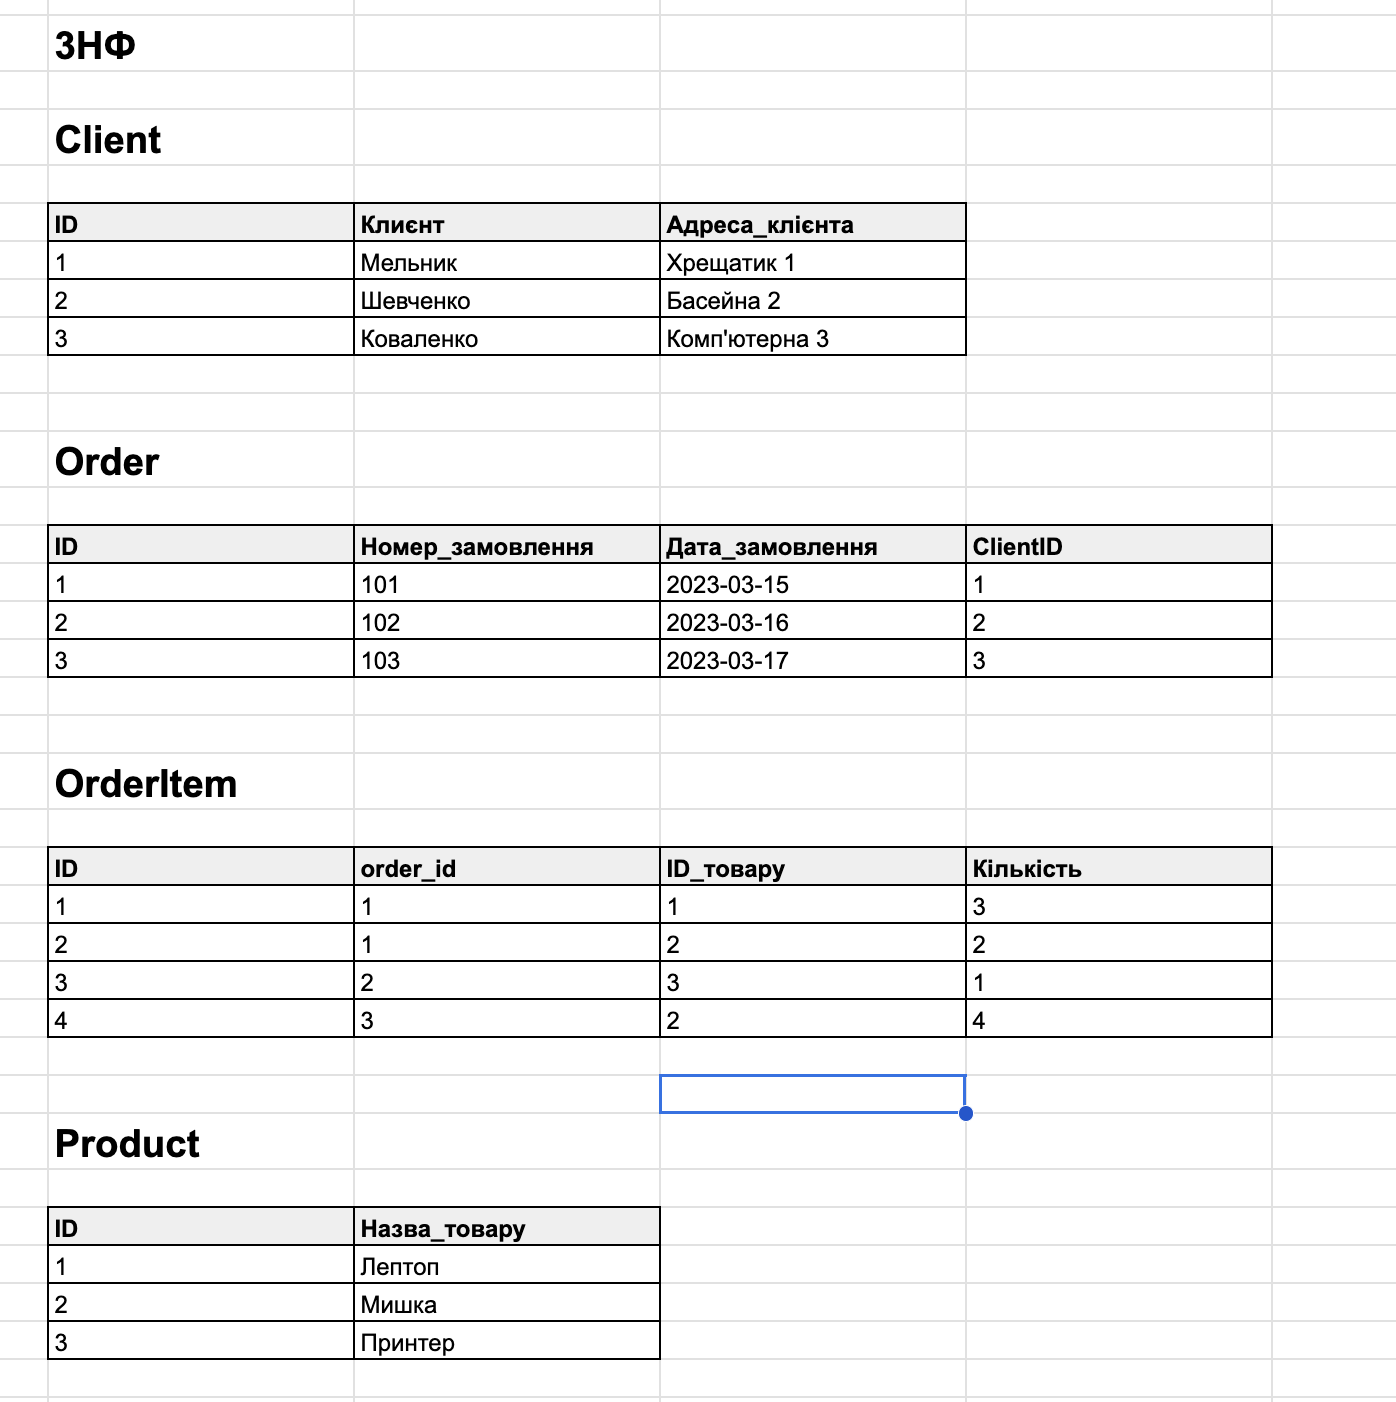 3НФ
Client
ID Клиєнт Адреса_клієнта
1 Мельник Хрещатик 1
2 Шевченко Басейна 2
3 Коваленко Комп'ютерна 3
Order
ID Номер_замовлення Дата_замовлення ClientID
1 101 2023-03-15 1
2 102 2023-03-16 2
3 103 2023-03-17 3
OrderItem
ID order_id ID_товару Кількість
1 1 1 3
2 1 2 2
3 2 3 1
4 3 2 4
Product
ID Назва_товару
1 Лептоп
2 Мишка
3 Принтер